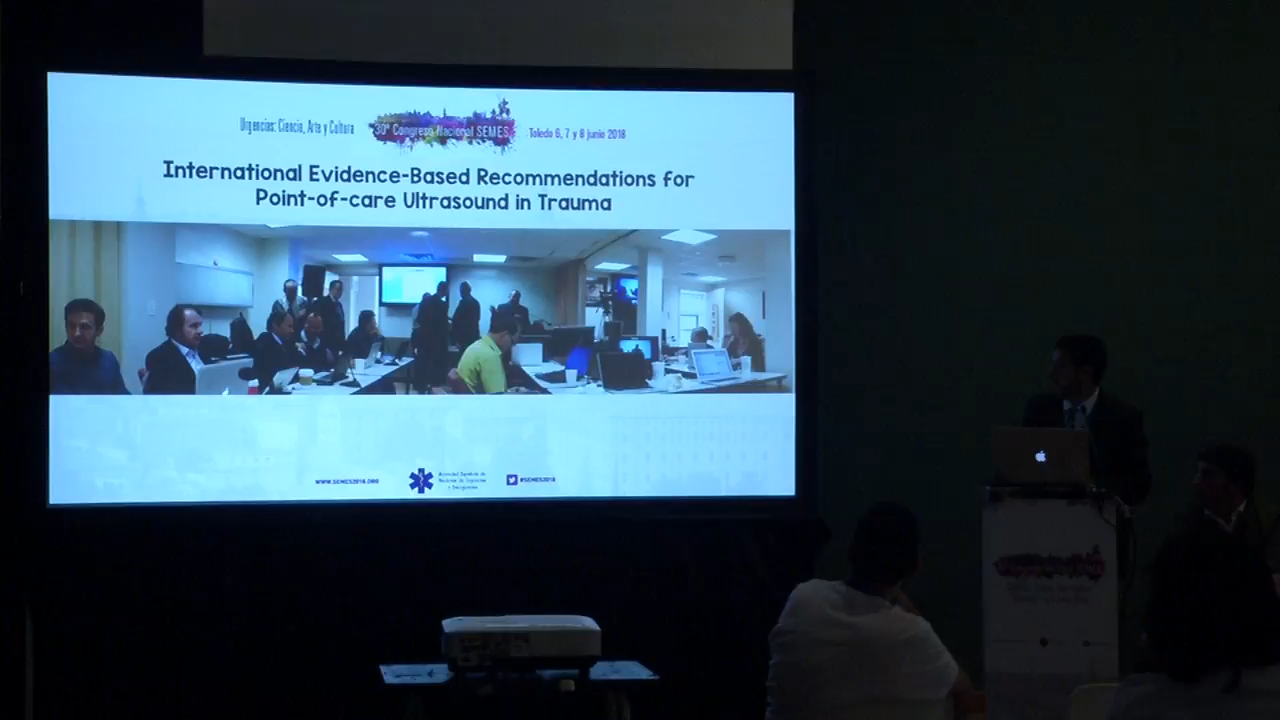 Urgencias: Ciencia, Arte y Cultura
30º Congreso Nacional SEMES
Toledo 6, 7 y 8 junio 2018
International Evidence-Based Recommendations for
Point-of-care Ultrasound in Trauma
WWW.SEMES2018.ORG
#SEMES2018